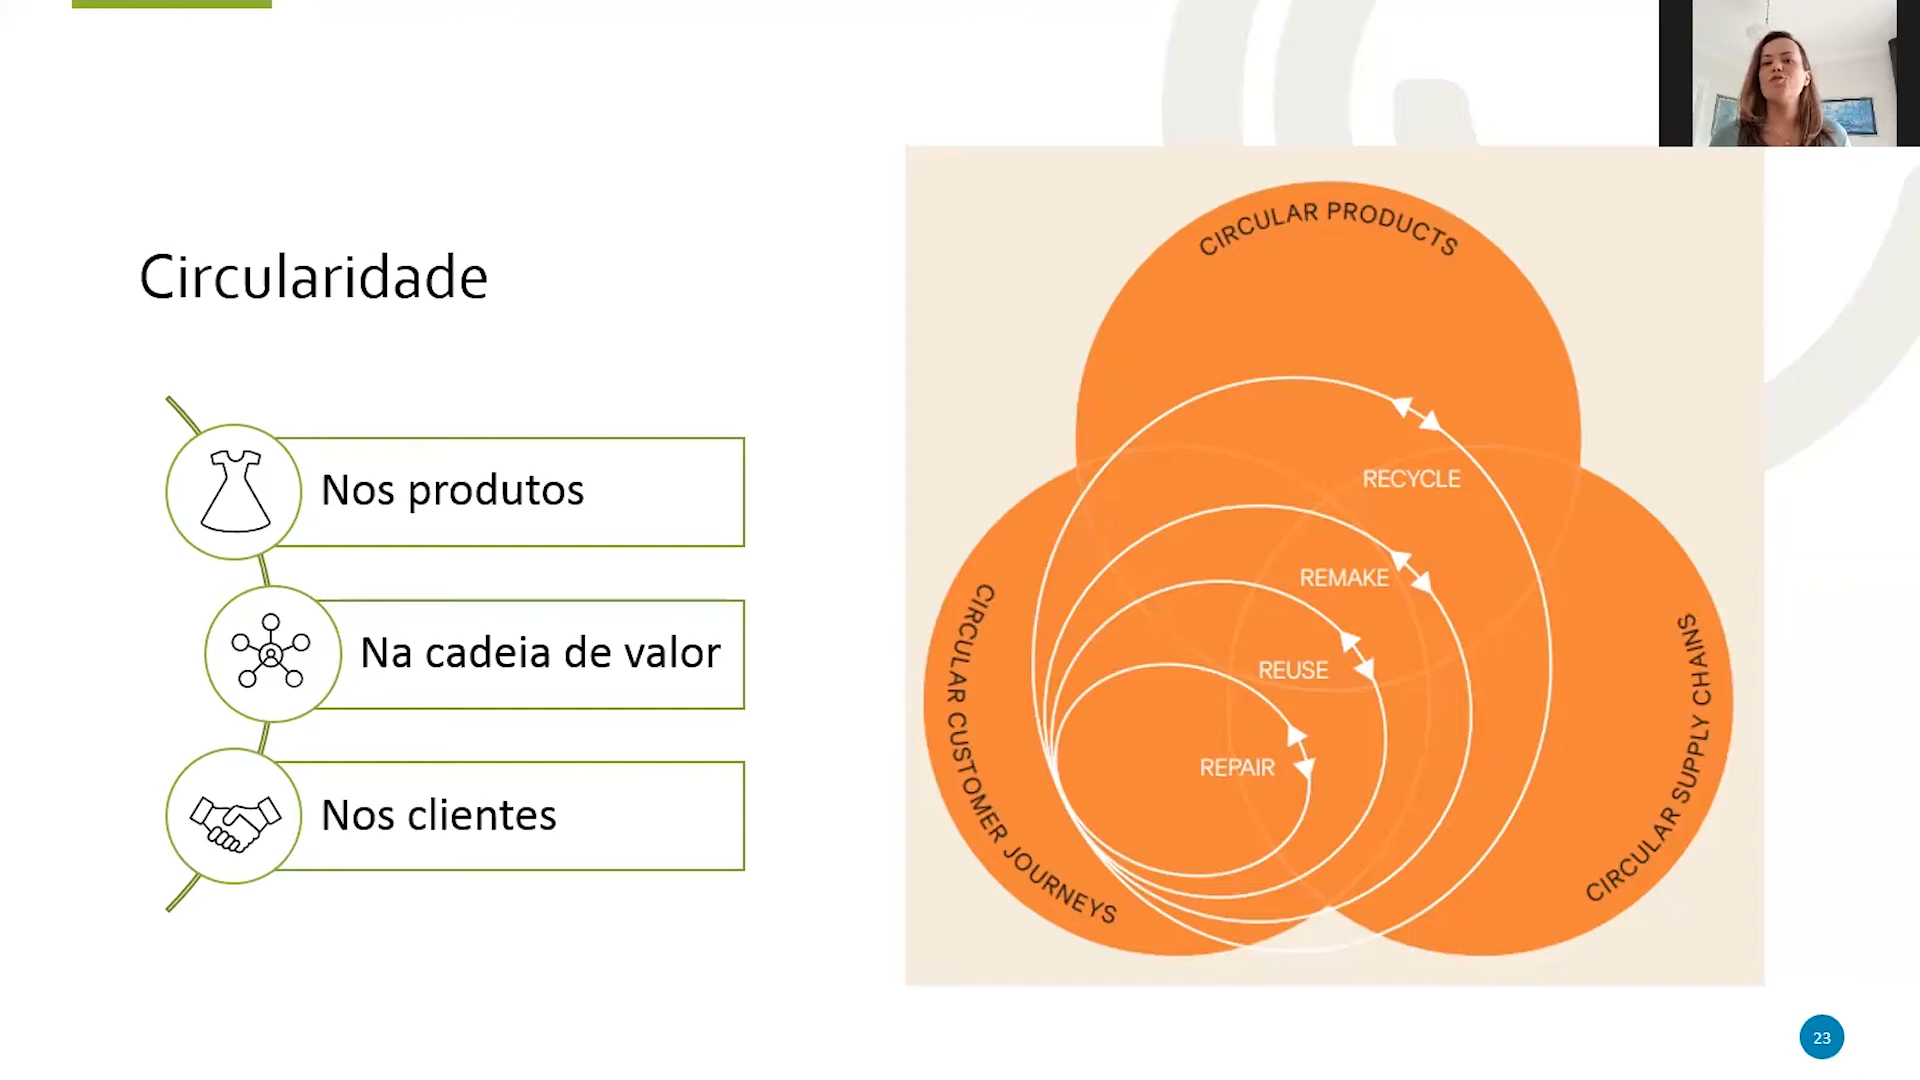 Circularidade
Nos produtos
Na cadeia de valor
Nos clientes
CIRCULAR PRODUCTS
RECYCLE
REMAKE
REUSE
REPAIR
CIRCULAR CUSTOMER JOURNEYS
CIRCULAR SUPPLY CHAINS
23